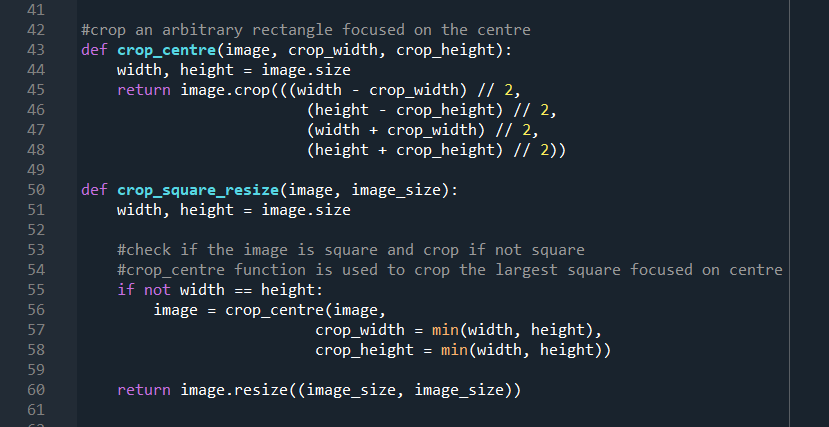 41
42 #crop an arbitrary rectangle focused on the centre
43 def crop_centre(image, crop_width, crop_height):
44     width, height = image.size
45     return image.crop(((width - crop_width) // 2,
46                          (height - crop_height) // 2,
47                          (width + crop_width) // 2,
48                          (height + crop_height) // 2))
49
50 def crop_square_resize(image, image_size):
51     width, height = image.size
52
53     #check if the image is square and crop if not square
54     #crop_centre function is used to crop the largest square focused on centre
55     if not width == height:
56         image = crop_centre(image,
57                           crop_width = min(width, height),
58                           crop_height = min(width, height))
59
60     return image.resize((image_size, image_size))
61